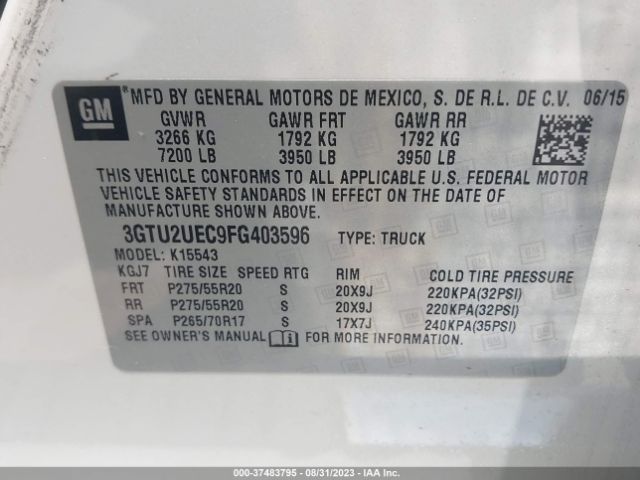 GM ® MFD BY GENERAL MOTORS DE MEXICO, S. DE R.L. DE C.V. 06/15
GVWR GAWR FRT GAWR RR
3266 KG 1792 KG 1792 KG
7200 LB 3950 LB 3950 LB
THIS VEHICLE CONFORMS TO ALL APPLICABLE U.S. FEDERAL MOTOR
VEHICLE SAFETY STANDARDS IN EFFECT ON THE DATE OF
MANUFACTURE SHOWN ABOVE.
3GTU2UEC9FG403596 TYPE: TRUCK
MODEL: K15543
KGJ7 TIRE SIZE SPEED RTG RIM COLD TIRE PRESSURE
FRT P275/55R20 S 20X9J 220KPA(32PSI)
RR P275/55R20 S 20X9J 220KPA(32PSI)
SPA P265/70R17 S 17X7J 240KPA(35PSI)
SEE OWNER'S MANUAL FOR MORE INFORMATION.
000-37483795 - 08/31/2023 - IAA Inc.